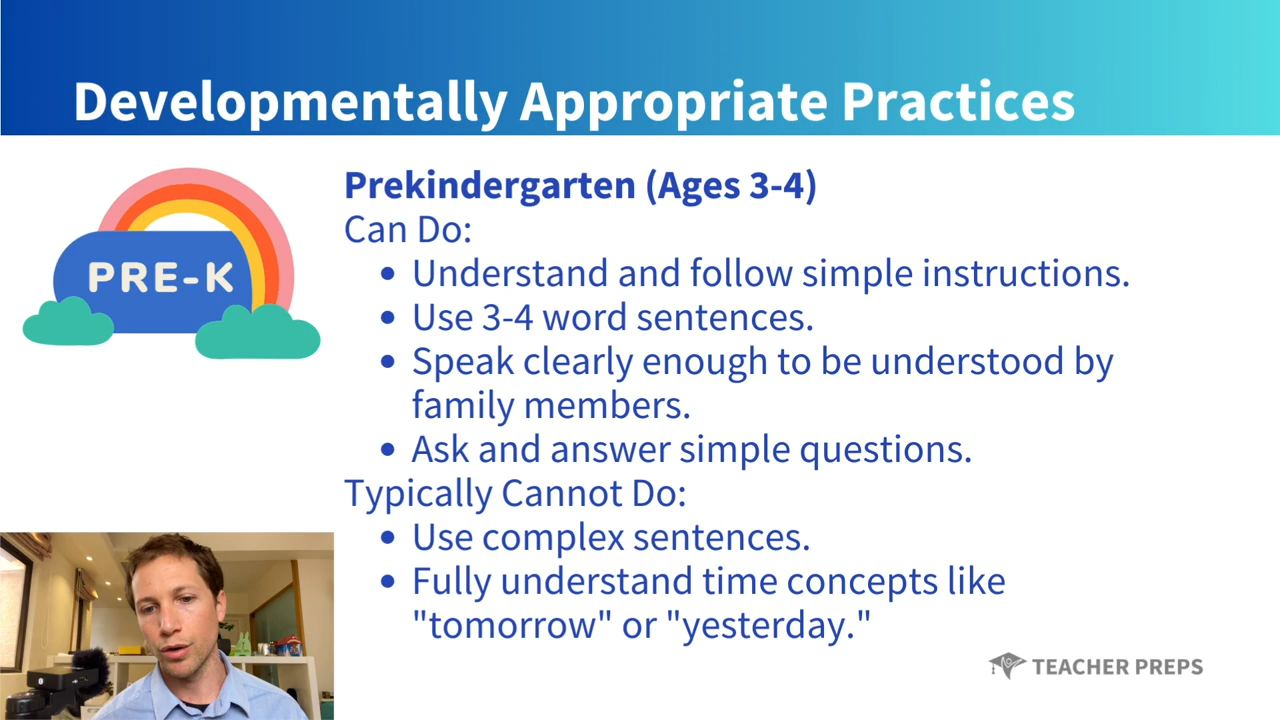 Developmentally Appropriate Practices
PRE-K
Prekindergarten (Ages 3-4)
Can Do:
• Understand and follow simple instructions.
• Use 3-4 word sentences.
• Speak clearly enough to be understood by
family members.
• Ask and answer simple questions.
Typically Cannot Do:
• Use complex sentences.
• Fully understand time concepts like
"tomorrow" or "yesterday."
TEACHER PREPS